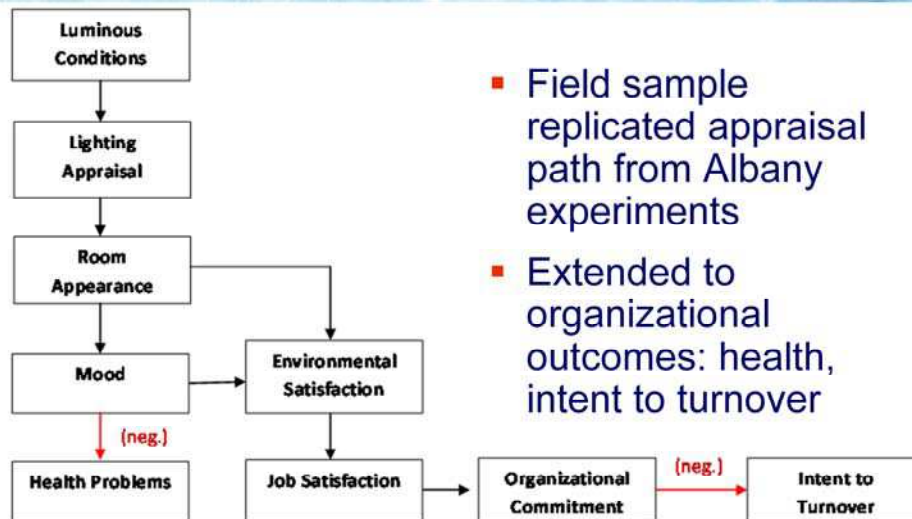 Luminous
Conditions
Lighting
Appraisal
Room
Appearance
Mood
(neg.)
Health Problems
Environmental
Satisfaction
Job Satisfaction
Organizational
Commitment
(neg.)
Intent to
Turnover
▪ Field sample
replicated appraisal
path from Albany
experiments
▪ Extended to
organizational
outcomes: health,
intent to turnover